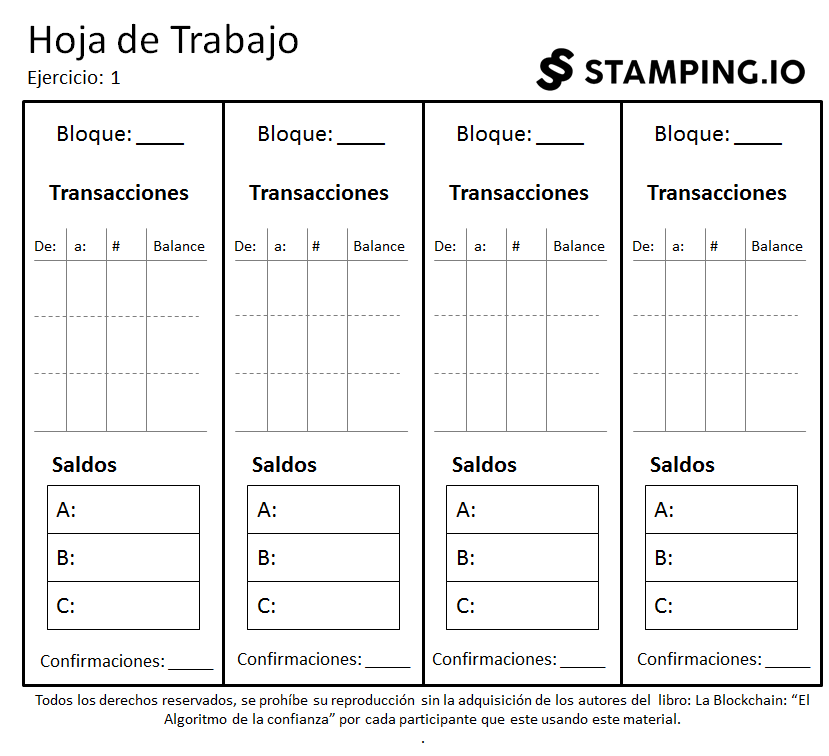 Hoja de Trabajo
Ejercicio: 1
STAMPING.IO
Bloque: ____
Transacciones
De: a: # Balance
Saldos
A:
B:
C:
Confirmaciones: _____
Bloque: ____
Transacciones
De: a: # Balance
Saldos
A:
B:
C:
Confirmaciones: _____
Bloque: ____
Transacciones
De: a: # Balance
Saldos
A:
B:
C:
Confirmaciones: _____
Bloque: ____
Transacciones
De: a: # Balance
Saldos
A:
B:
C:
Confirmaciones: _____
Todos los derechos reservados, se prohíbe su reproducción sin la adquisición de los autores del libro: La Blockchain: “El
Algoritmo de la confianza” por cada participante que este usando este material.
.